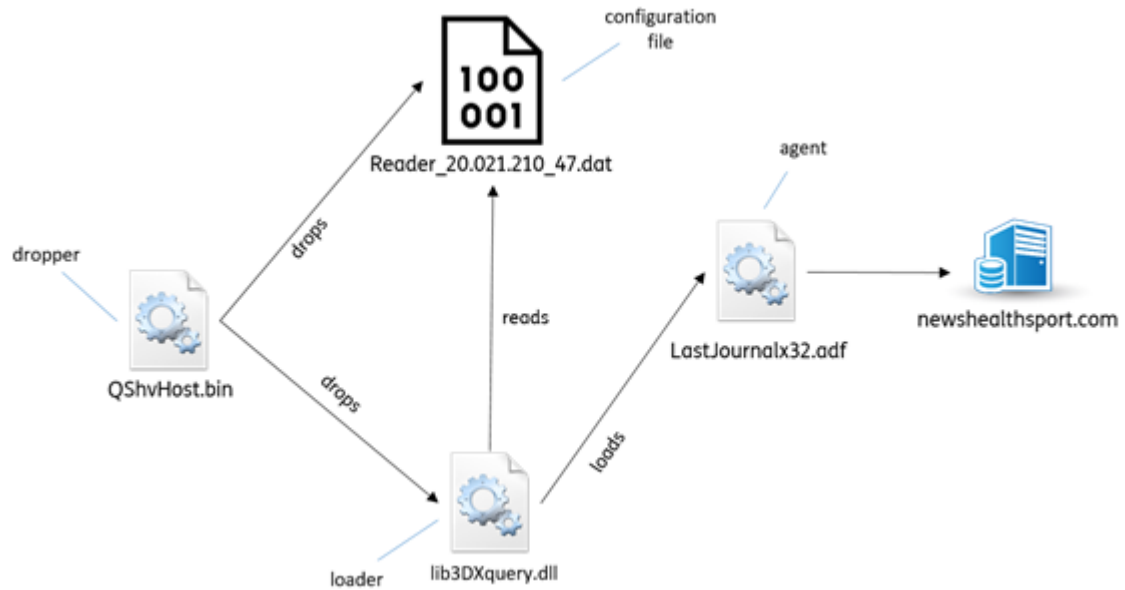 configuration
file
100
001
Reader_20.021.210_47.dat
agent
drops
dropper
reads
newshealthsport.com
LastJournalx32.adf
QShvHost.bin
drops
loads
loader
lib3DXquery.dll